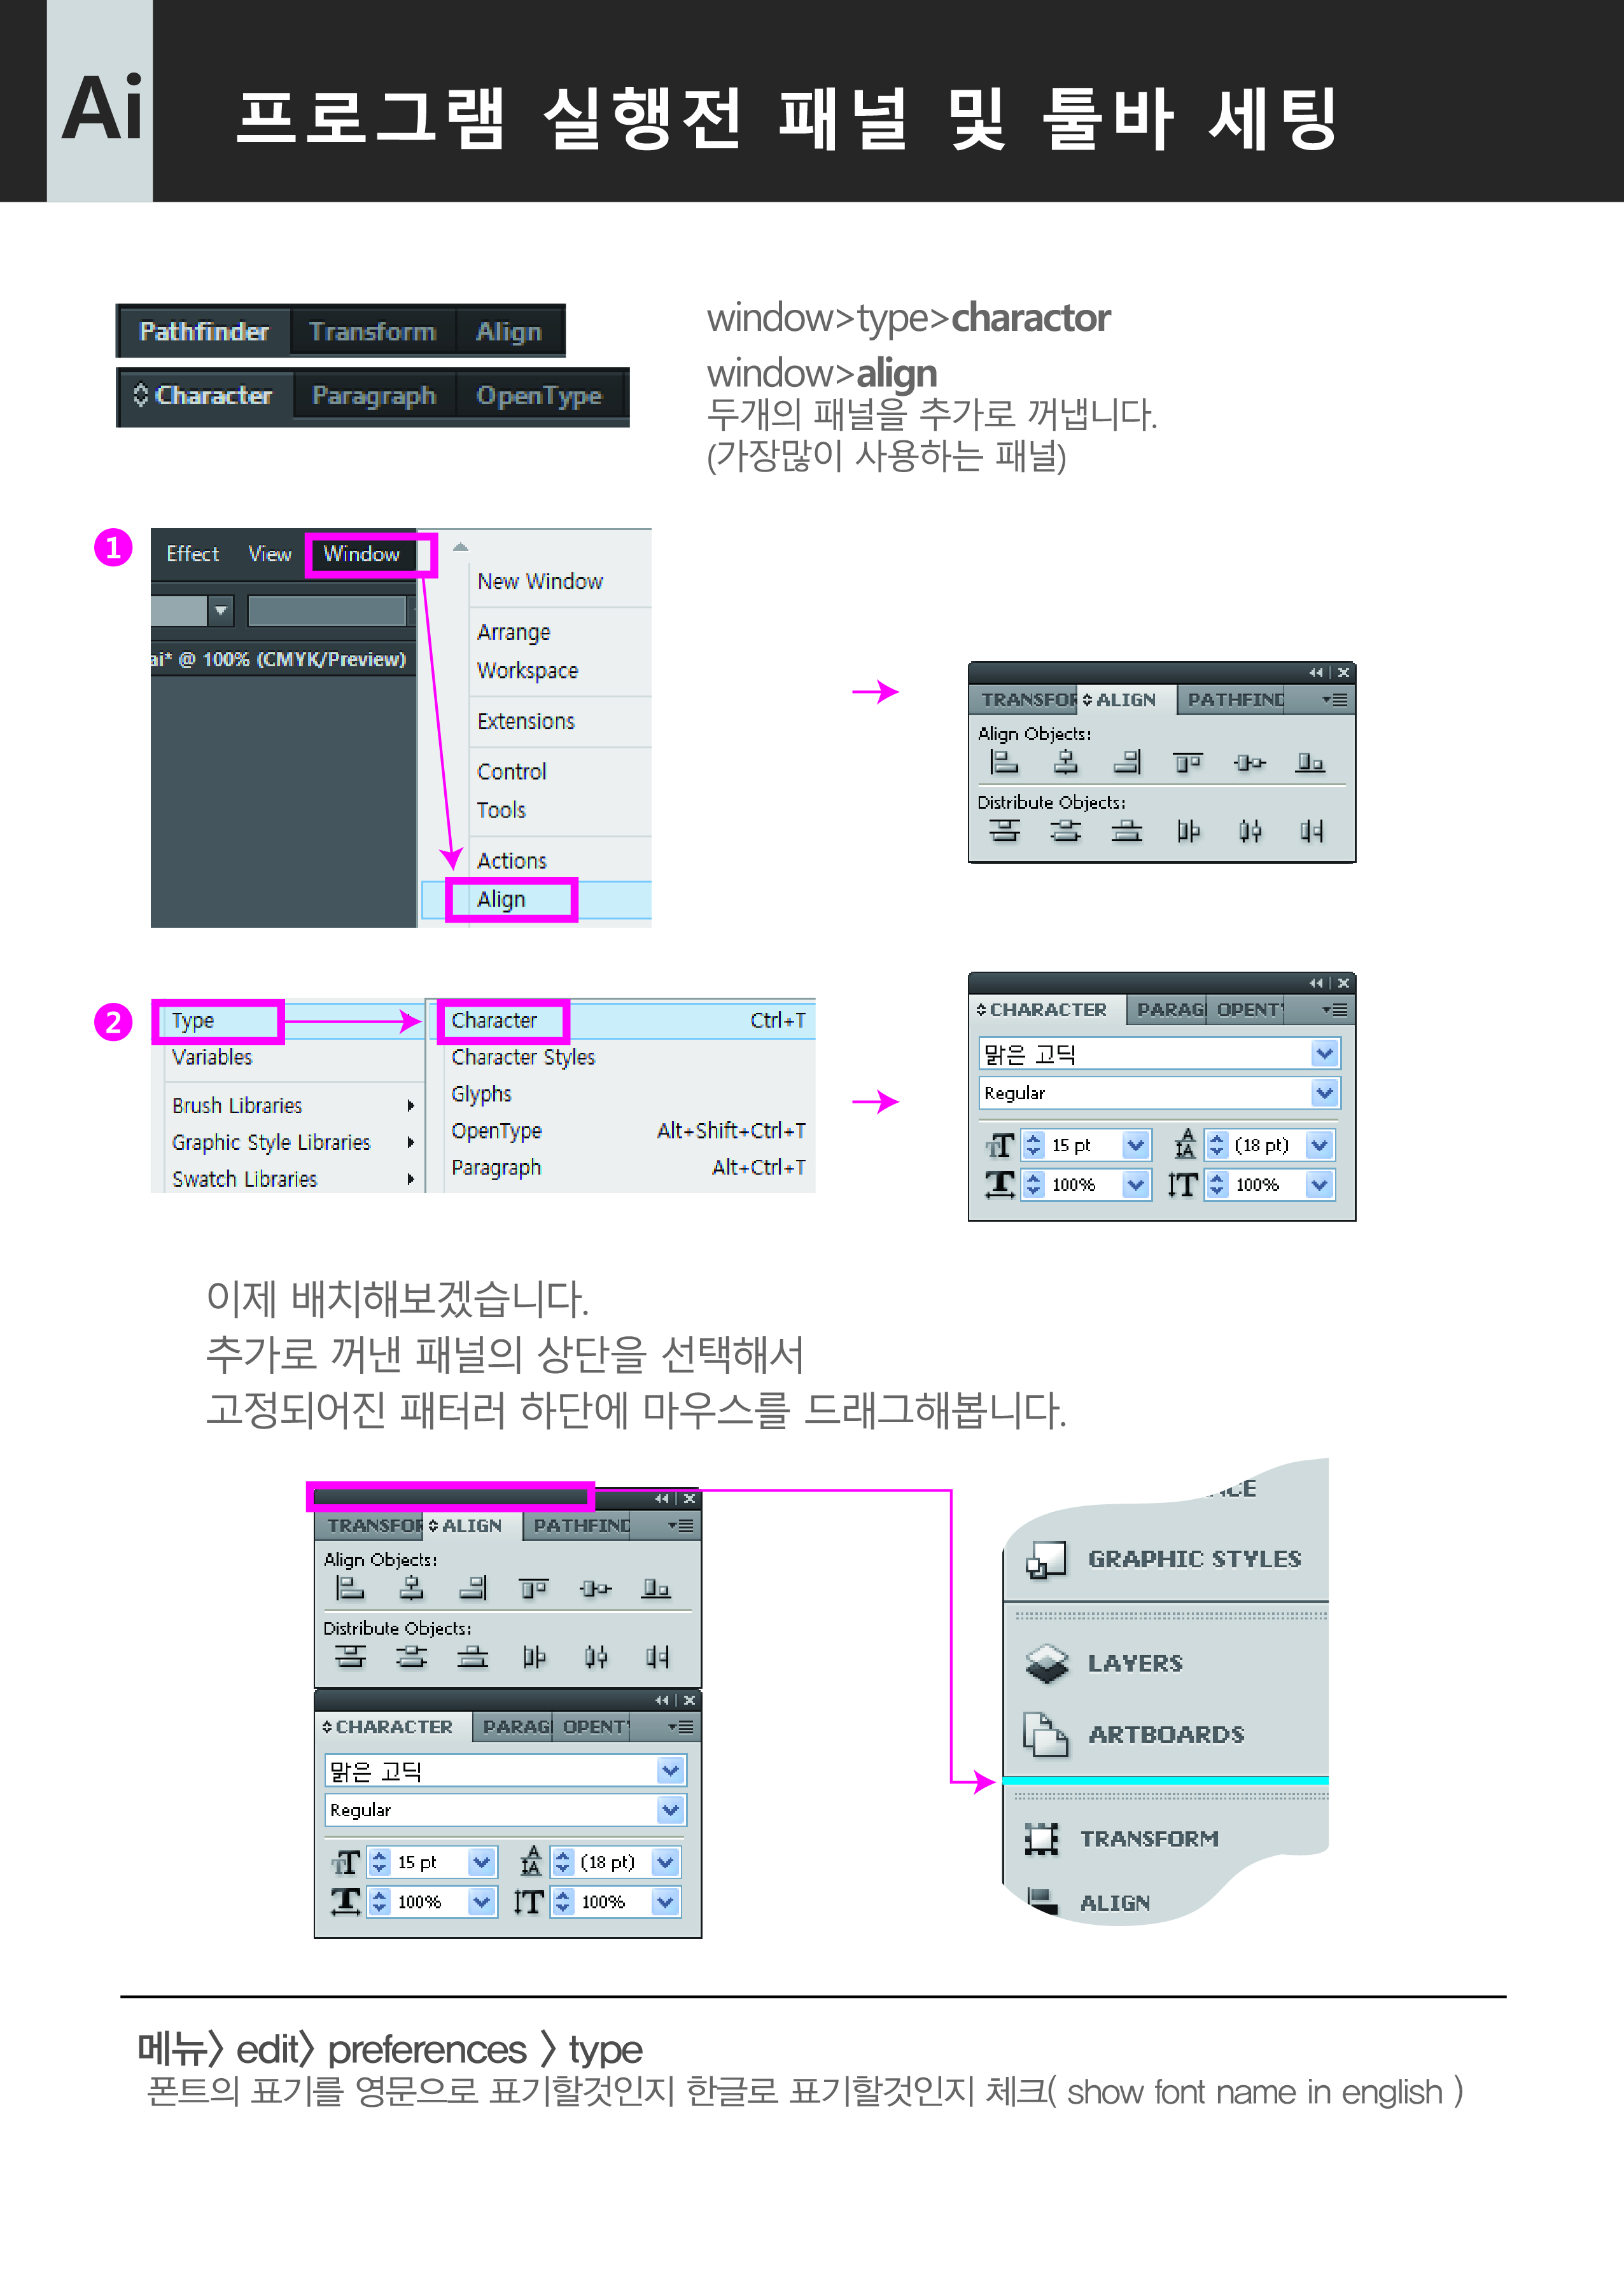 Ai
프로그램 실행전 패널 및 툴바 세팅
Pathfinder Transform Align
Character Paragraph OpenType
window>type>charactor
window>align
두개의 패널을 추가로 꺼냅니다.
(가장많이 사용하는 패널)
1
Effect View Window
ai* @ 100% (CMYK/Preview)
New Window
Arrange
Workspace
Extensions
Control
Tools
Actions
Align
TRANSFOR ALIGN PATHFIND
Align Objects:
Distribute Objects:
2
Type
Variables
Brush Libraries
Graphic Style Libraries
Swatch Libraries
Character Ctrl+T
Character Styles
Glyphs
OpenType Alt+Shift+Ctrl+T
Paragraph Alt+Ctrl+T
CHARACTER PARAG OPENT
맑은 고딕
Regular
15 pt (18 pt)
100% 100%
이제 배치해보겠습니다.
추가로 꺼낸 패널의 상단을 선택해서
고정되어진 패터러 하단에 마우스를 드래그해봅니다.
TRANSFOR ALIGN PATHFIND
Align Objects:
Distribute Objects:
CHARACTER PARAG OPENT
맑은 고딕
Regular
15 pt (18 pt)
100% 100%
GRAPHIC STYLES
LAYERS
ARTBOARDS
TRANSFORM
ALIGN
메뉴> edit> preferences > type
폰트의 표기를 영문으로 표기할것인지 한글로 표기할것인지 체크( show font name in english )